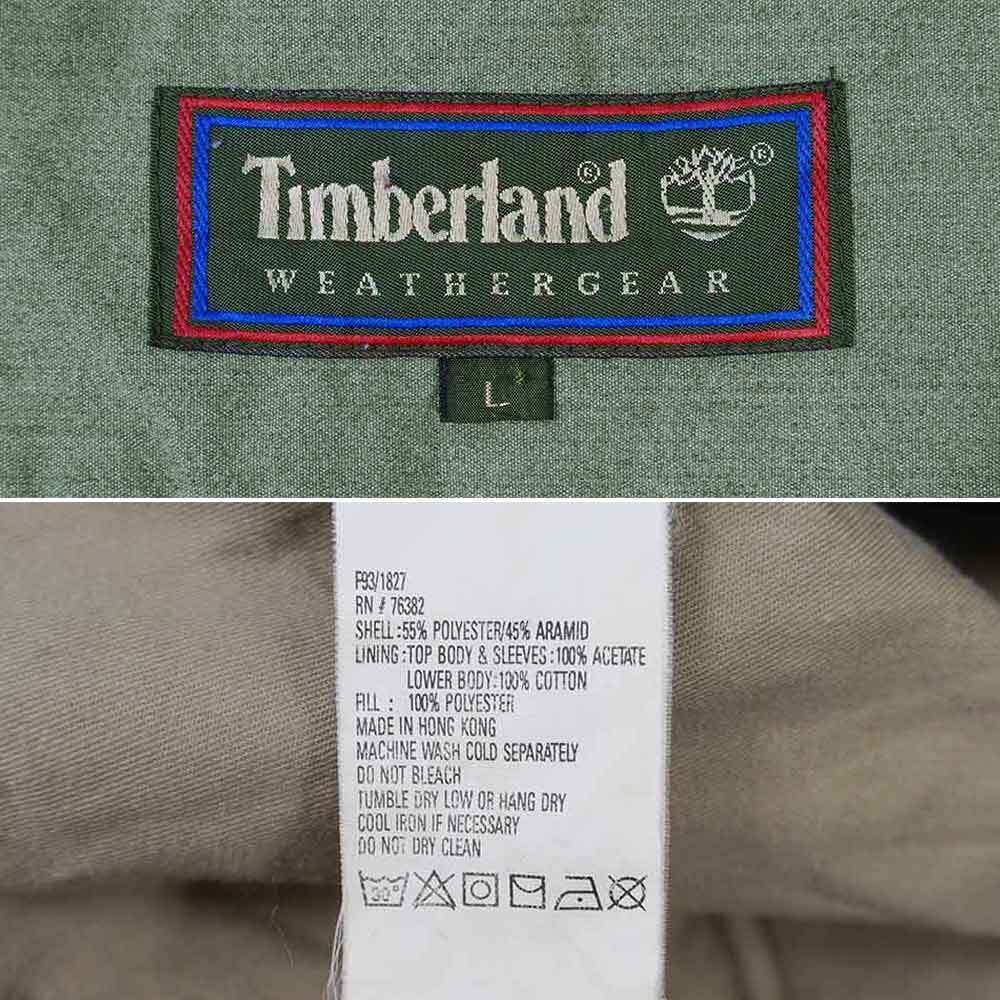 Timberland® ®
WEATHERGEAR
L
F93/1827
RN # 76382
SHELL :55% POLYESTER/45% ARAMID
LINING :TOP BODY & SLEEVES :100% ACETATE
LOWER BODY:100% COTTON
FILL : 100% POLYESTER
MADE IN HONG KONG
MACHINE WASH COLD SEPARATELY
DO NOT BLEACH
TUMBLE DRY LOW OR HANG DRY
COOL IRON IF NECESSARY
DO NOT DRY CLEAN
30°